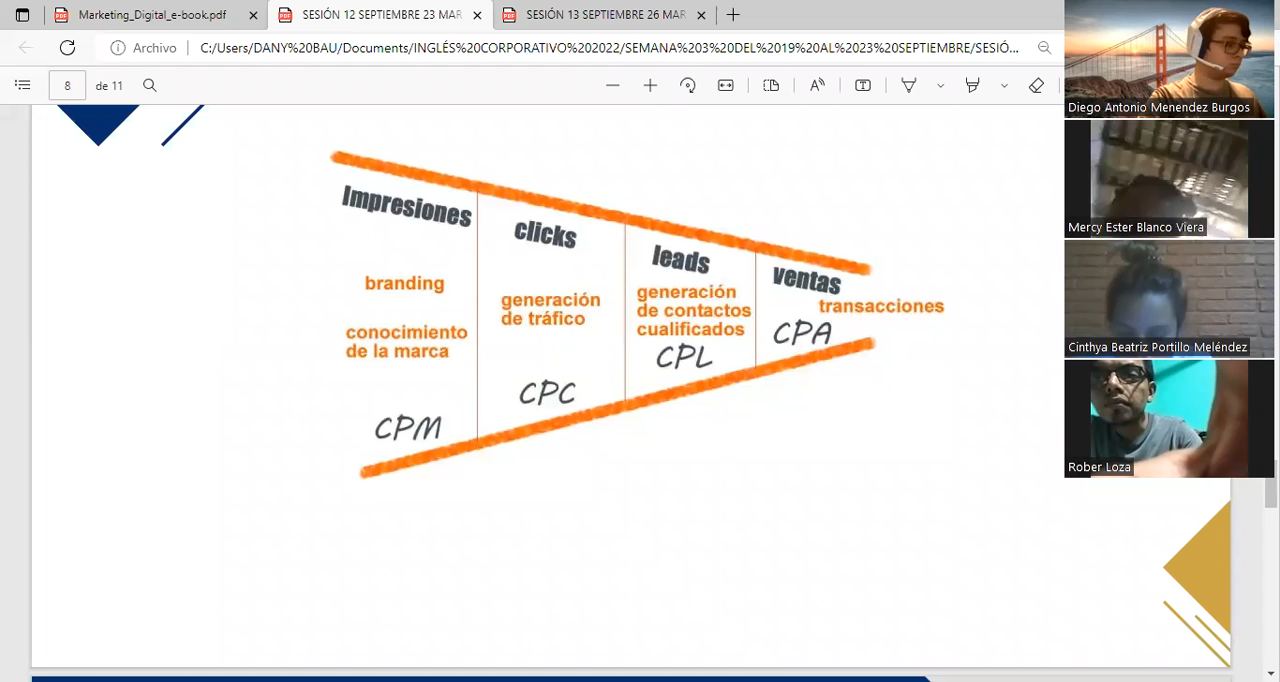 Marketing_Digital_e-book.pdf
SESIÓN 12 SEPTIEMBRE 23 MAR
SESIÓN 13 SEPTIEMBRE 26 MAR
Archivo
C:/Users/DANY%20BAU/Documents/INGLÉS%20CORPORATIVO%202022/SEMANA%203%20DEL%2019%20AL%2023%20SEPTIEMBRE/SESIÓ...
8
de 11
Impresiones
branding
conocimiento
de la marca
CPM
clicks
generación
de tráfico
CPC
leads
generación
de contactos
cualificados
CPL
ventas
transacciones
CPA
Diego Antonio Menendez Burgos
Mercy Ester Blanco Viera
Cinthya Beatriz Portillo Meléndez
Rober Loza